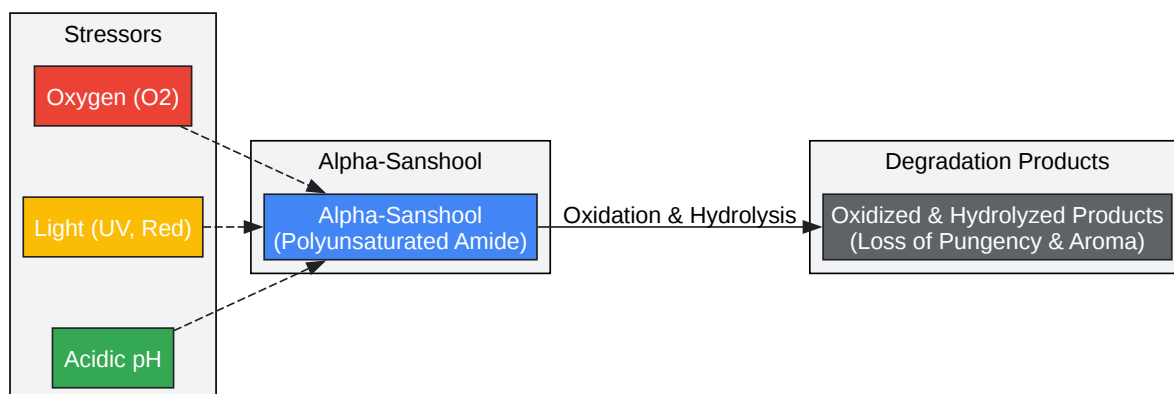 Stressors
Oxygen (O2)
Light (UV, Red)
Acidic pH
Alpha-Sanshool
Alpha-Sanshool
(Polyunsaturated Amide)
Oxidation & Hydrolysis
Degradation Products
Oxidized & Hydrolyzed Products
(Loss of Pungency & Aroma)